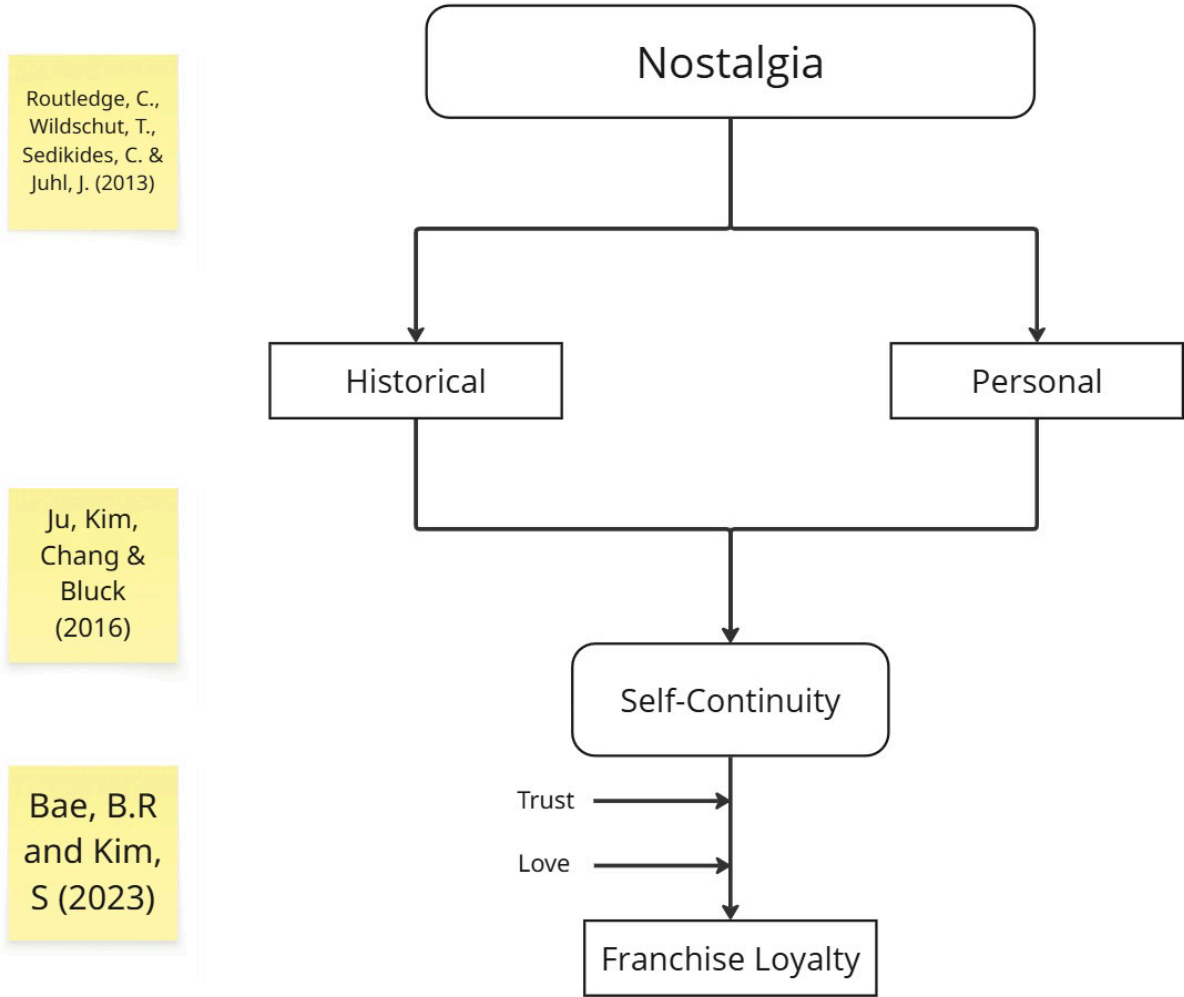 Nostalgia
Routledge, C.,
Wildschut, T.,
Sedikides, C. &
Juhl, J. (2013)
Historical
Personal
Ju, Kim,
Chang &
Bluck
(2016)
Self-Continuity
Bae, B.R
and Kim,
S (2023)
Trust
Love
Franchise Loyalty